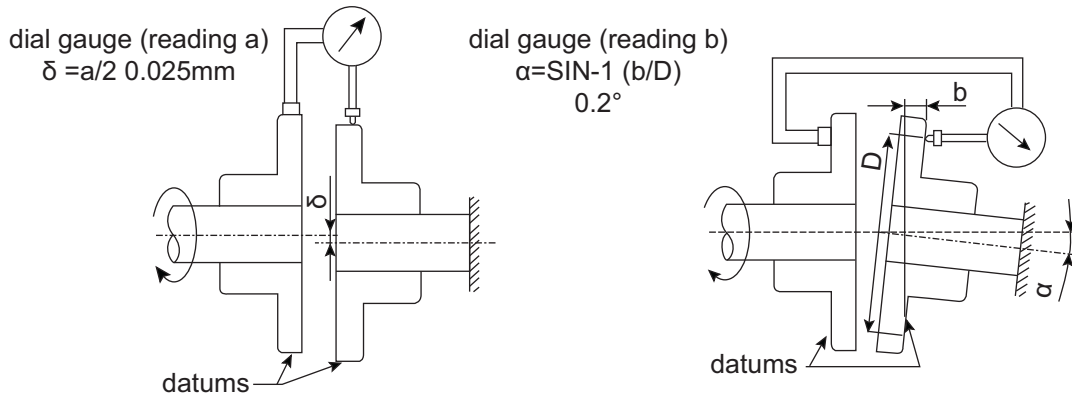 dial gauge (reading a)
δ =a/2 0.025mm
δ
datums
dial gauge (reading b)
α=SIN-1 (b/D)
0.2°
b
D
α
datums